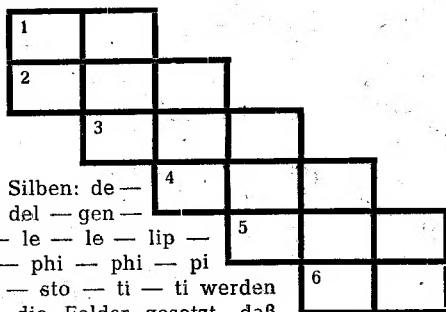 1
2
3
4
Silben: de —
del — gen —
5
— le — le — lip —
— phi — phi — pi
6
— sto — ti — ti werden
die Felder gesetzt, daß